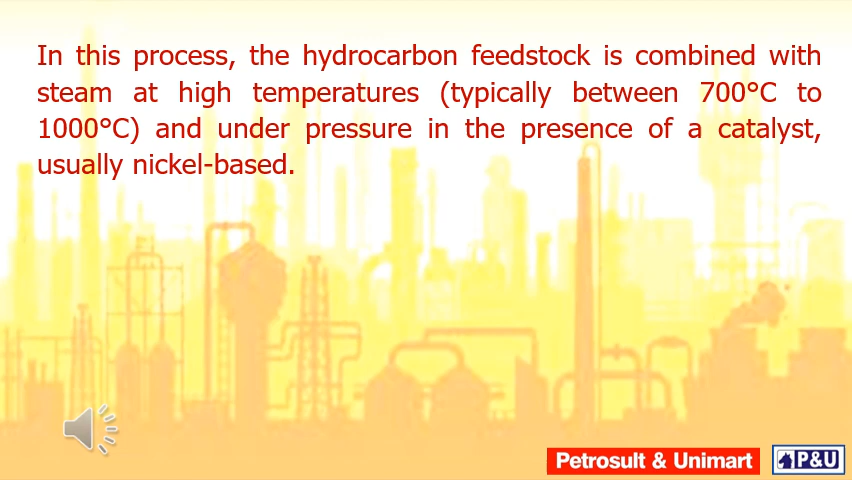 In this process, the hydrocarbon feedstock is combined with
steam at high temperatures (typically between 700°C to
1000°C) and under pressure in the presence of a catalyst,
usually nickel-based.
Petrosult & Unimart
P&U